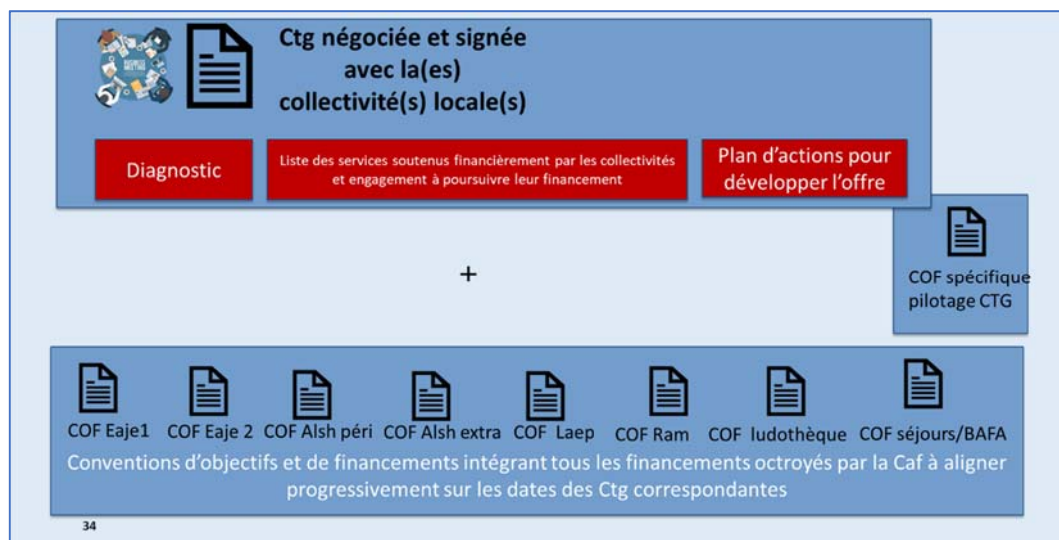 BUSINESS
MEETING
Ctg négociée et signée
avec la(es)
collectivité(s) locale(s)
Diagnostic
Liste des services soutenus financièrement par les collectivités
et engagement à poursuivre leur financement
Plan d'actions pour
développer l'offre
COF spécifique
pilotage CTG
+
COF Eaje1
COF Eaje 2
COF Alsh péri
COF Alsh extra
COF Laep
COF Ram
COF ludothèque
COF séjours/BAFA
Conventions d'objectifs et de financements intégrant tous les financements octroyés par la Caf à aligner
progressivement sur les dates des Ctg correspondantes
34